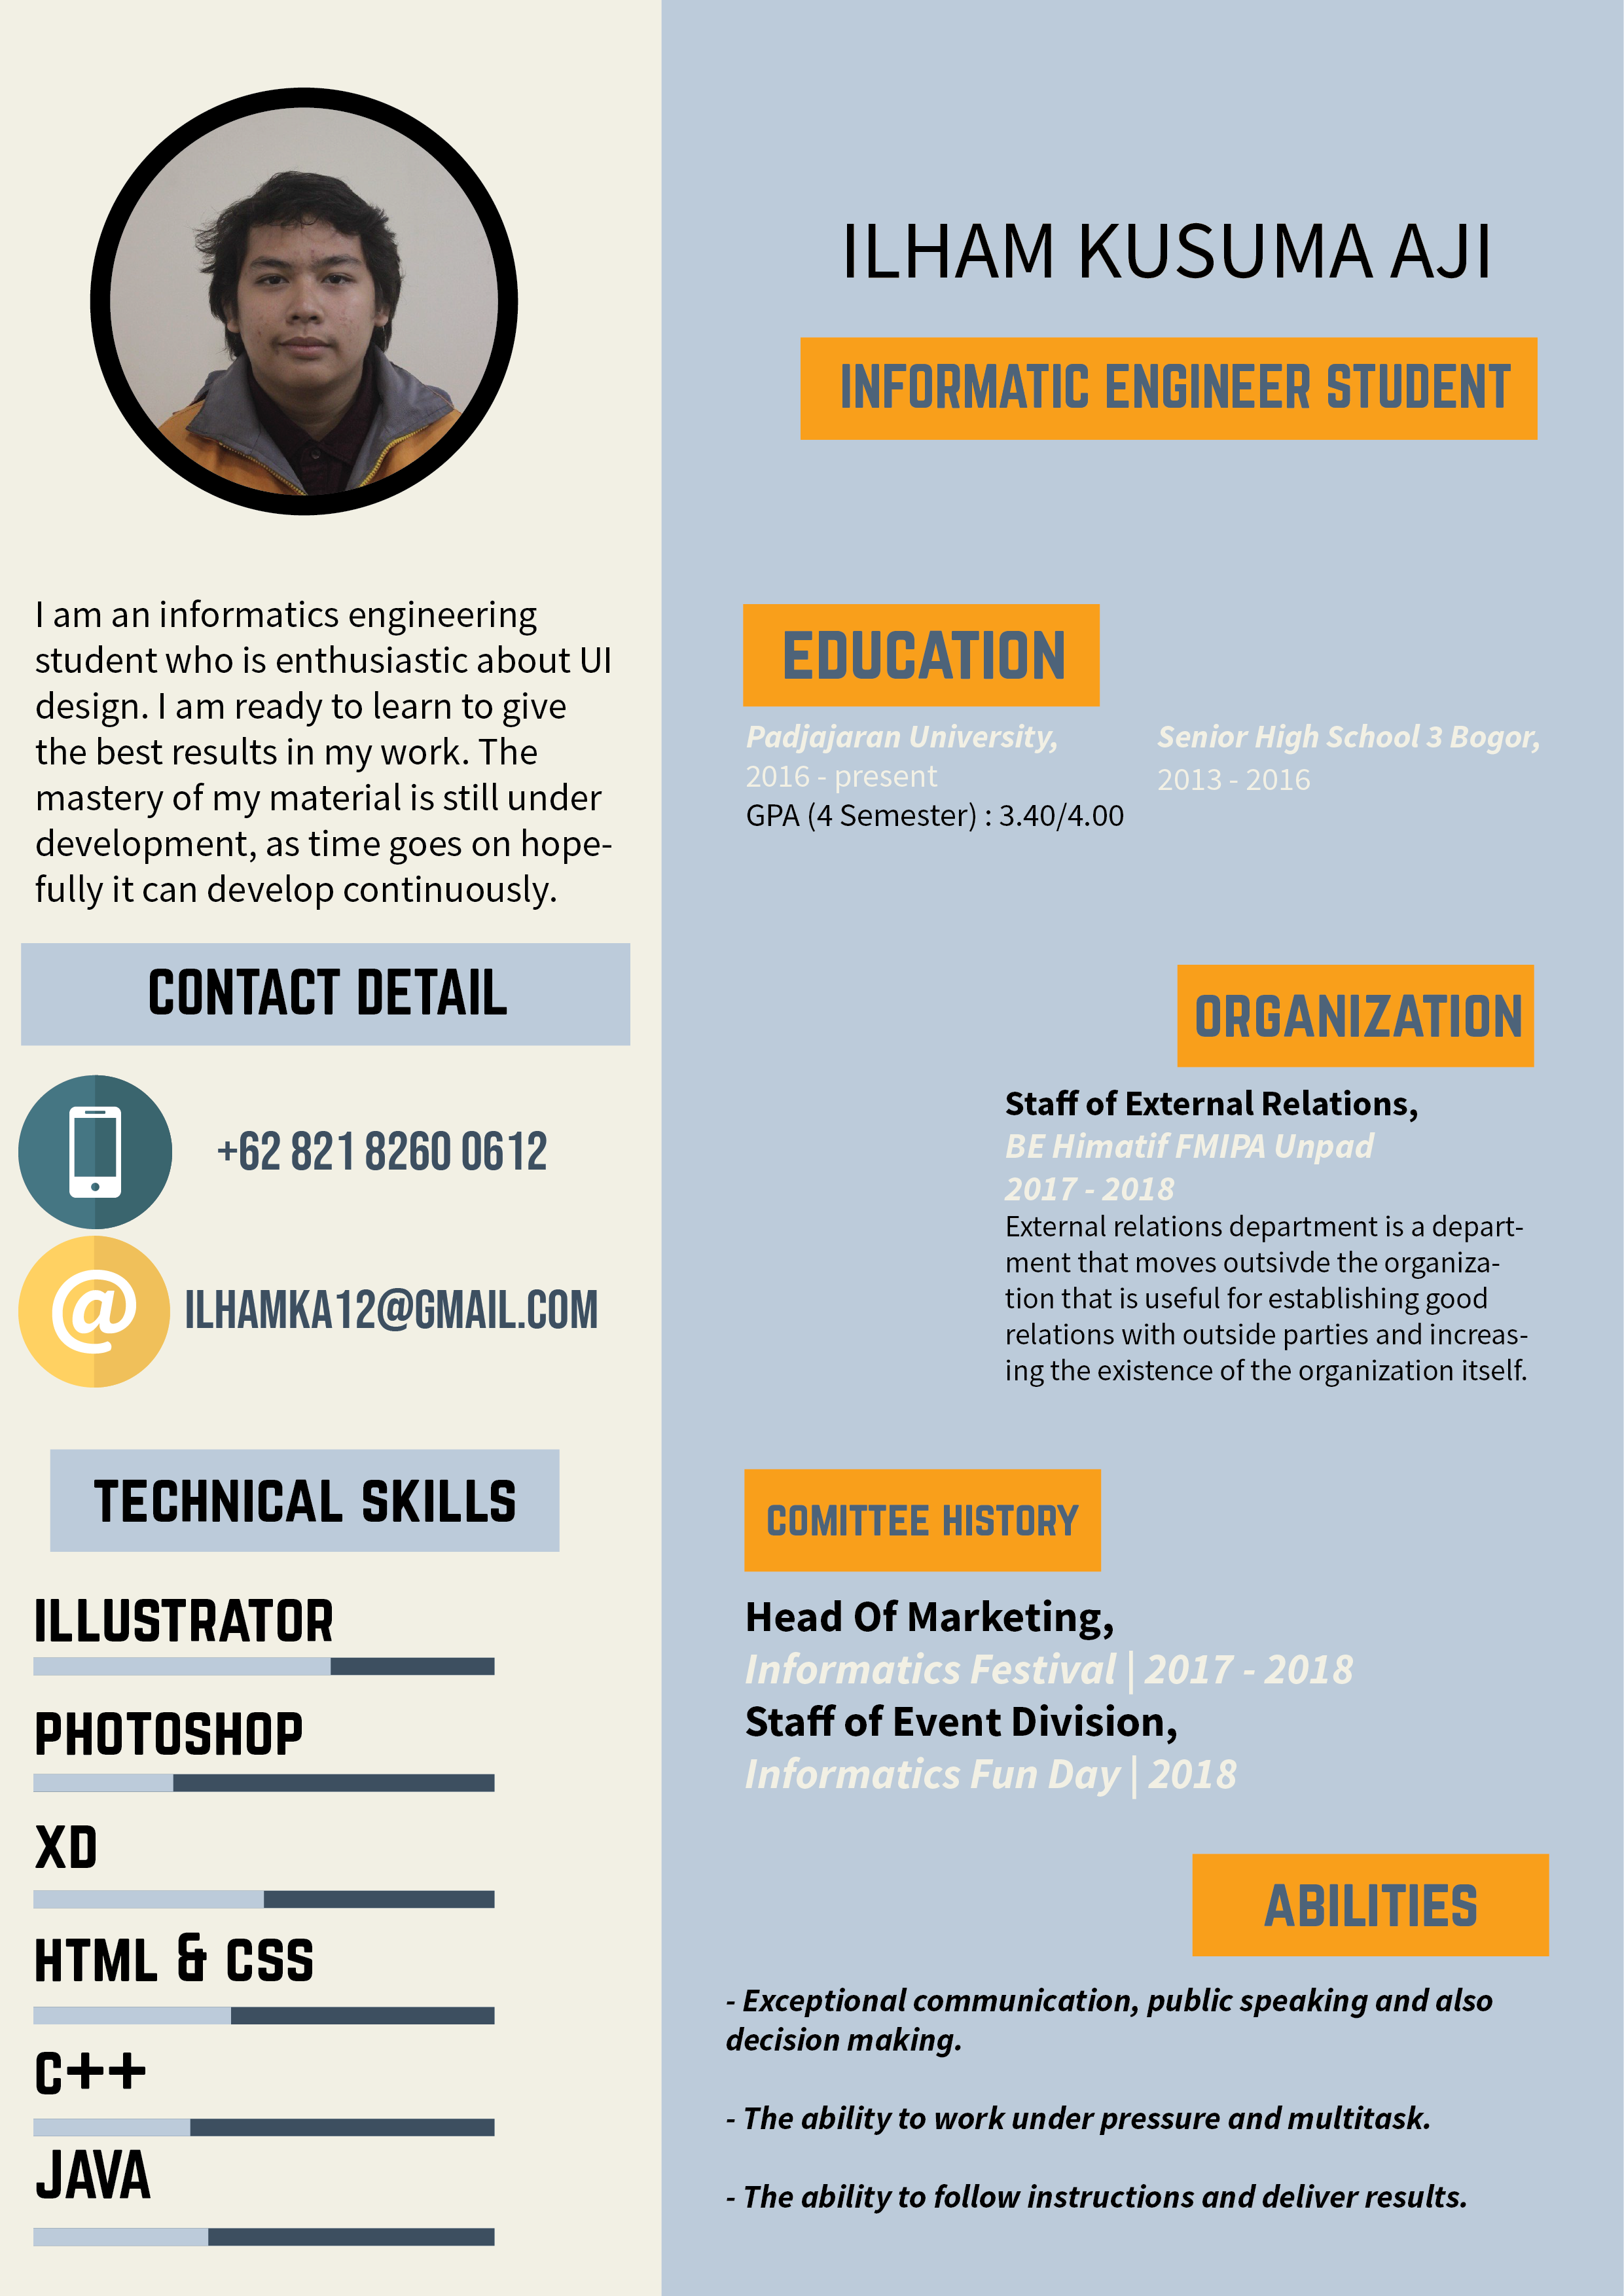 I am an informatics engineering
student who is enthusiastic about UI
design. I am ready to learn to give
the best results in my work. The
mastery of my material is still under
development, as time goes on hope-
fully it can develop continuously.
CONTACT DETAIL
+62 821 8260 0612
@
ILHAMKA12@GMAIL.COM
TECHNICAL SKILLS
ILLUSTRATOR
PHOTOSHOP
XD
HTML & CSS
C++
JAVA
ILHAM KUSUMA AJI
INFORMATIC ENGINEER STUDENT
EDUCATION
Padjajaran University,
2016 - present
GPA (4 Semester) : 3.40/4.00
Senior High School 3 Bogor,
2013 - 2016
ORGANIZATION
Staff of External Relations,
BE Himatif FMIPA Unpad
2017 - 2018
External relations department is a depart-
ment that moves outsivde the organiza-
tion that is useful for establishing good
relations with outside parties and increas-
ing the existence of the organization itself.
COMITTEE HISTORY
Head Of Marketing,
Informatics Festival | 2017 - 2018
Staff of Event Division,
Informatics Fun Day | 2018
ABILITIES
- Exceptional communication, public speaking and also
decision making.
- The ability to work under pressure and multitask.
- The ability to follow instructions and deliver results.